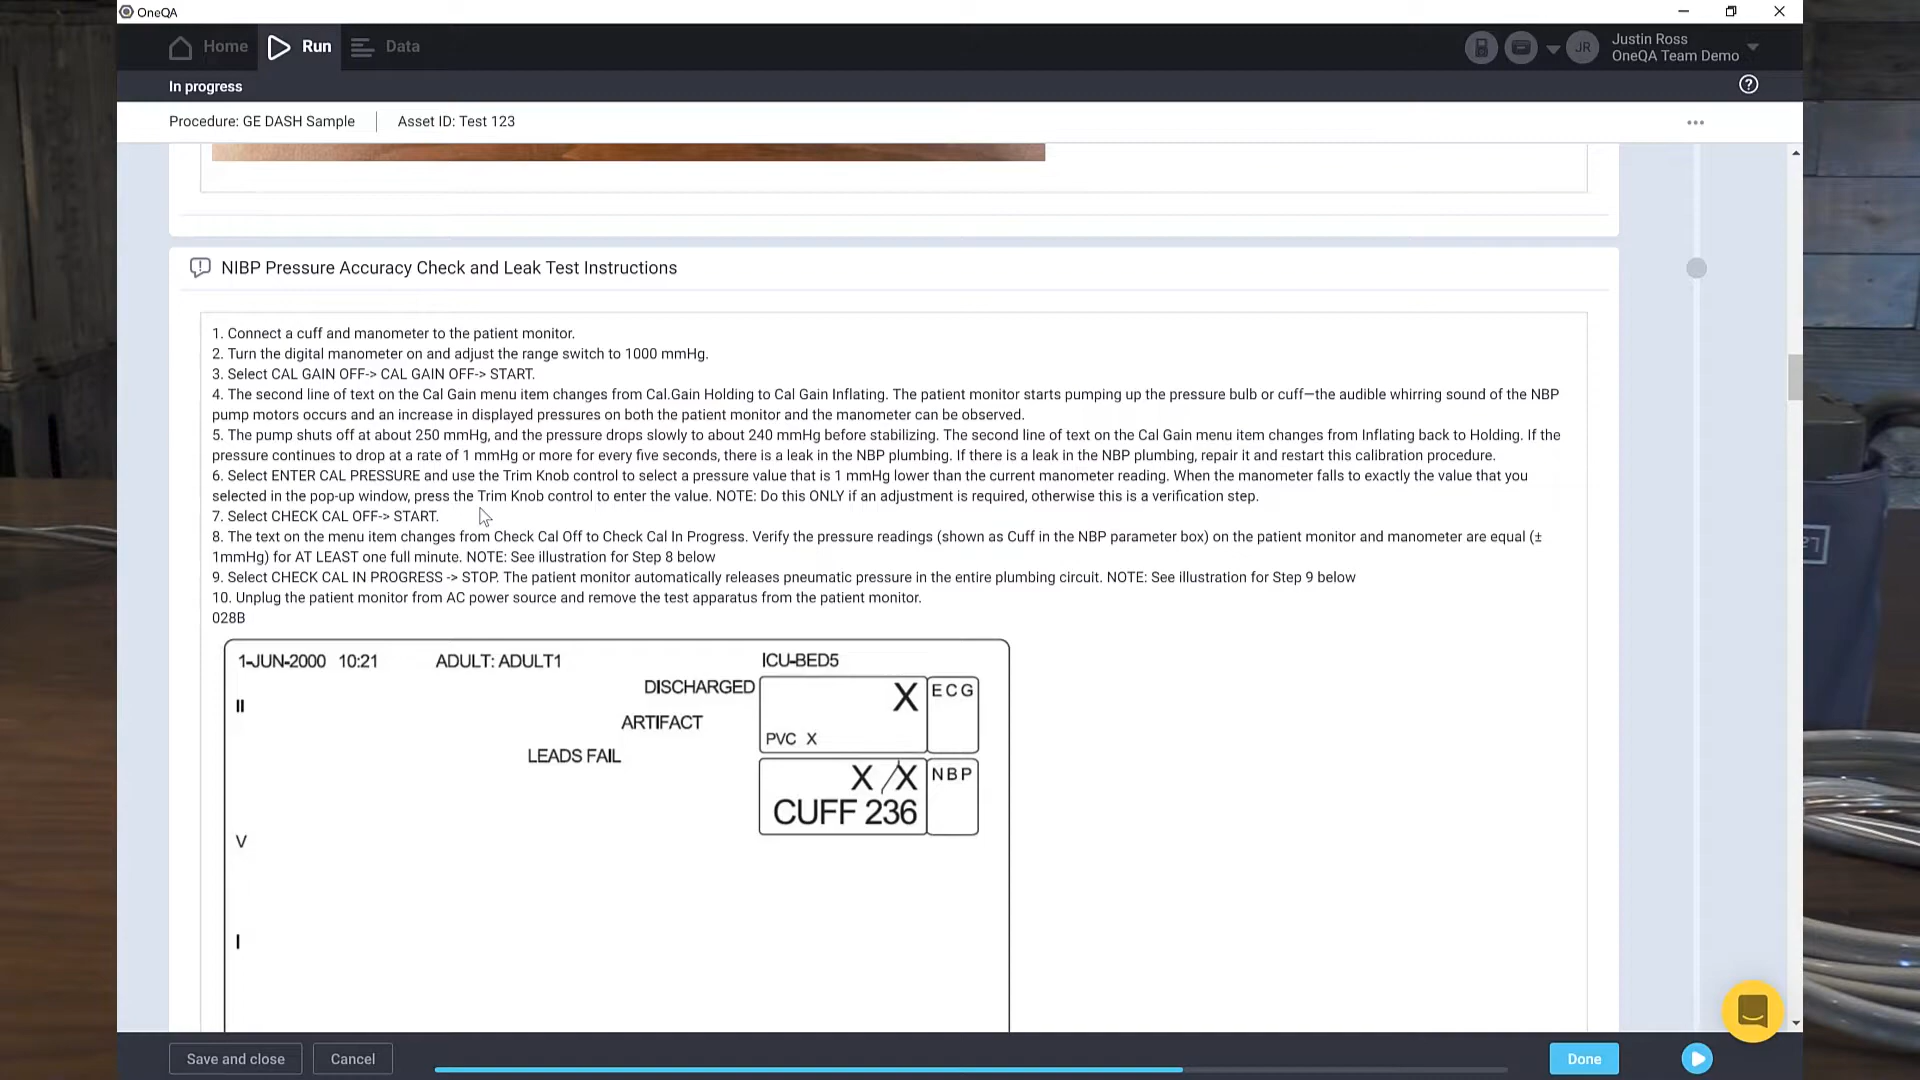 OneQA
Home Run Data
JR
Justin Ross
OneQA Team Demo
In progress
Procedure: GE DASH Sample Asset ID: Test 123
NIBP Pressure Accuracy Check and Leak Test Instructions
1. Connect a cuff and manometer to the patient monitor.
2. Turn the digital manometer on and adjust the range switch to 1000 mmHg.
3. Select CAL GAIN OFF-> CAL GAIN OFF-> START.
4. The second line of text on the Cal Gain menu item changes from Cal.Gain Holding to Cal Gain Inflating. The patient monitor starts pumping up the pressure bulb or cuff—the audible whirring sound of the NBP
pump motors occurs and an increase in displayed pressures on both the patient monitor and the manometer can be observed.
5. The pump shuts off at about 250 mmHg, and the pressure drops slowly to about 240 mmHg before stabilizing. The second line of text on the Cal Gain menu item changes from Inflating back to Holding. If the
pressure continues to drop at a rate of 1 mmHg or more for every five seconds, there is a leak in the NBP plumbing. If there is a leak in the NBP plumbing, repair it and restart this calibration procedure.
6. Select ENTER CAL PRESSURE and use the Trim Knob control to select a pressure value that is 1 mmHg lower than the current manometer reading. When the manometer falls to exactly the value that you
selected in the pop-up window, press the Trim Knob control to enter the value. NOTE: Do this ONLY if an adjustment is required, otherwise this is a verification step.
7. Select CHECK CAL OFF-> START.
8. The text on the menu item changes from Check Cal Off to Check Cal In Progress. Verify the pressure readings (shown as Cuff in the NBP parameter box) on the patient monitor and manometer are equal (±
1mmHg) for AT LEAST one full minute. NOTE: See illustration for Step 8 below
9. Select CHECK CAL IN PROGRESS -> STOP. The patient monitor automatically releases pneumatic pressure in the entire plumbing circuit. NOTE: See illustration for Step 9 below
10. Unplug the patient monitor from AC power source and remove the test apparatus from the patient monitor.
028B
1-JUN-2000 10:21 ADULT: ADULT1 ICU-BED5
DISCHARGED X ECG
II
ARTIFACT
PVC X
LEADS FAIL
X /X NBP
CUFF 236
V
I
Save and close Cancel Done